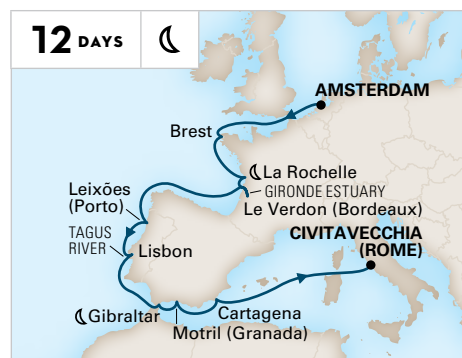 12 DAYS
AMSTERDAM
Brest
La Rochelle
GIRONDE ESTUARY
Le Verdon (Bordeaux)
Leixões
(Porto)
TAGUS
RIVER
Lisbon
CIVITAVECCHIA
(ROME)
Gibraltar
Cartagena
Motril (Granada)